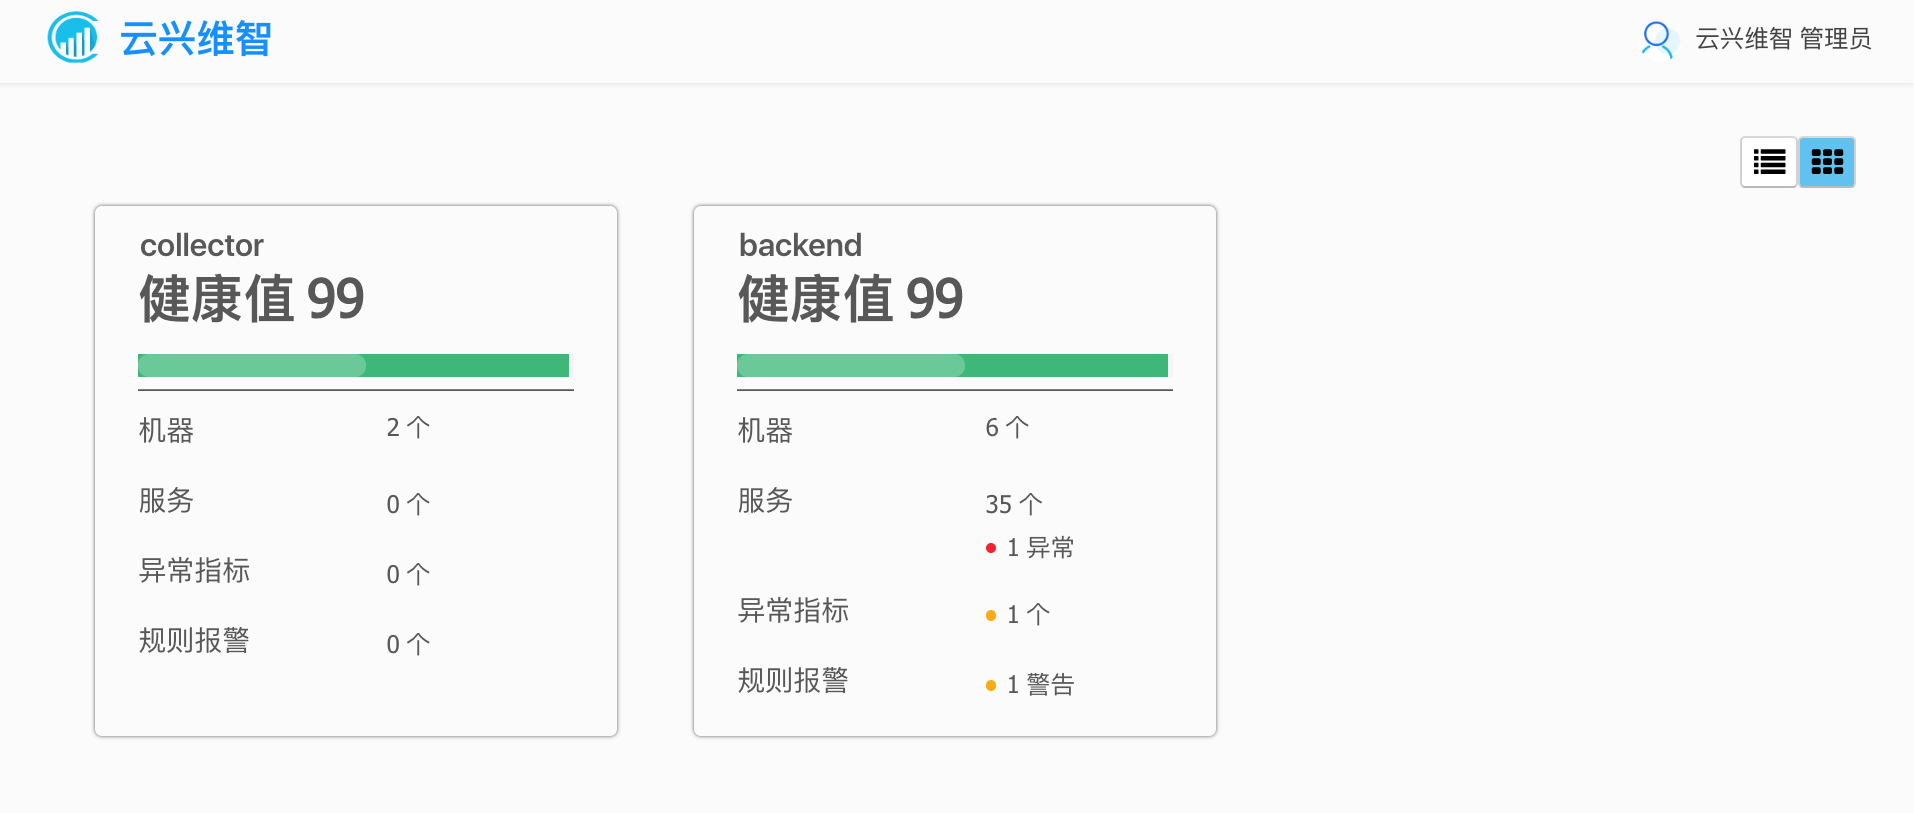 云兴维智
云兴维智 管理员
collector
健康值 99
机器 2 个
服务 0 个
异常指标 0 个
规则报警 0 个
backend
健康值 99
机器 6 个
服务 35 个
1 异常
异常指标 1 个
规则报警 1 警告